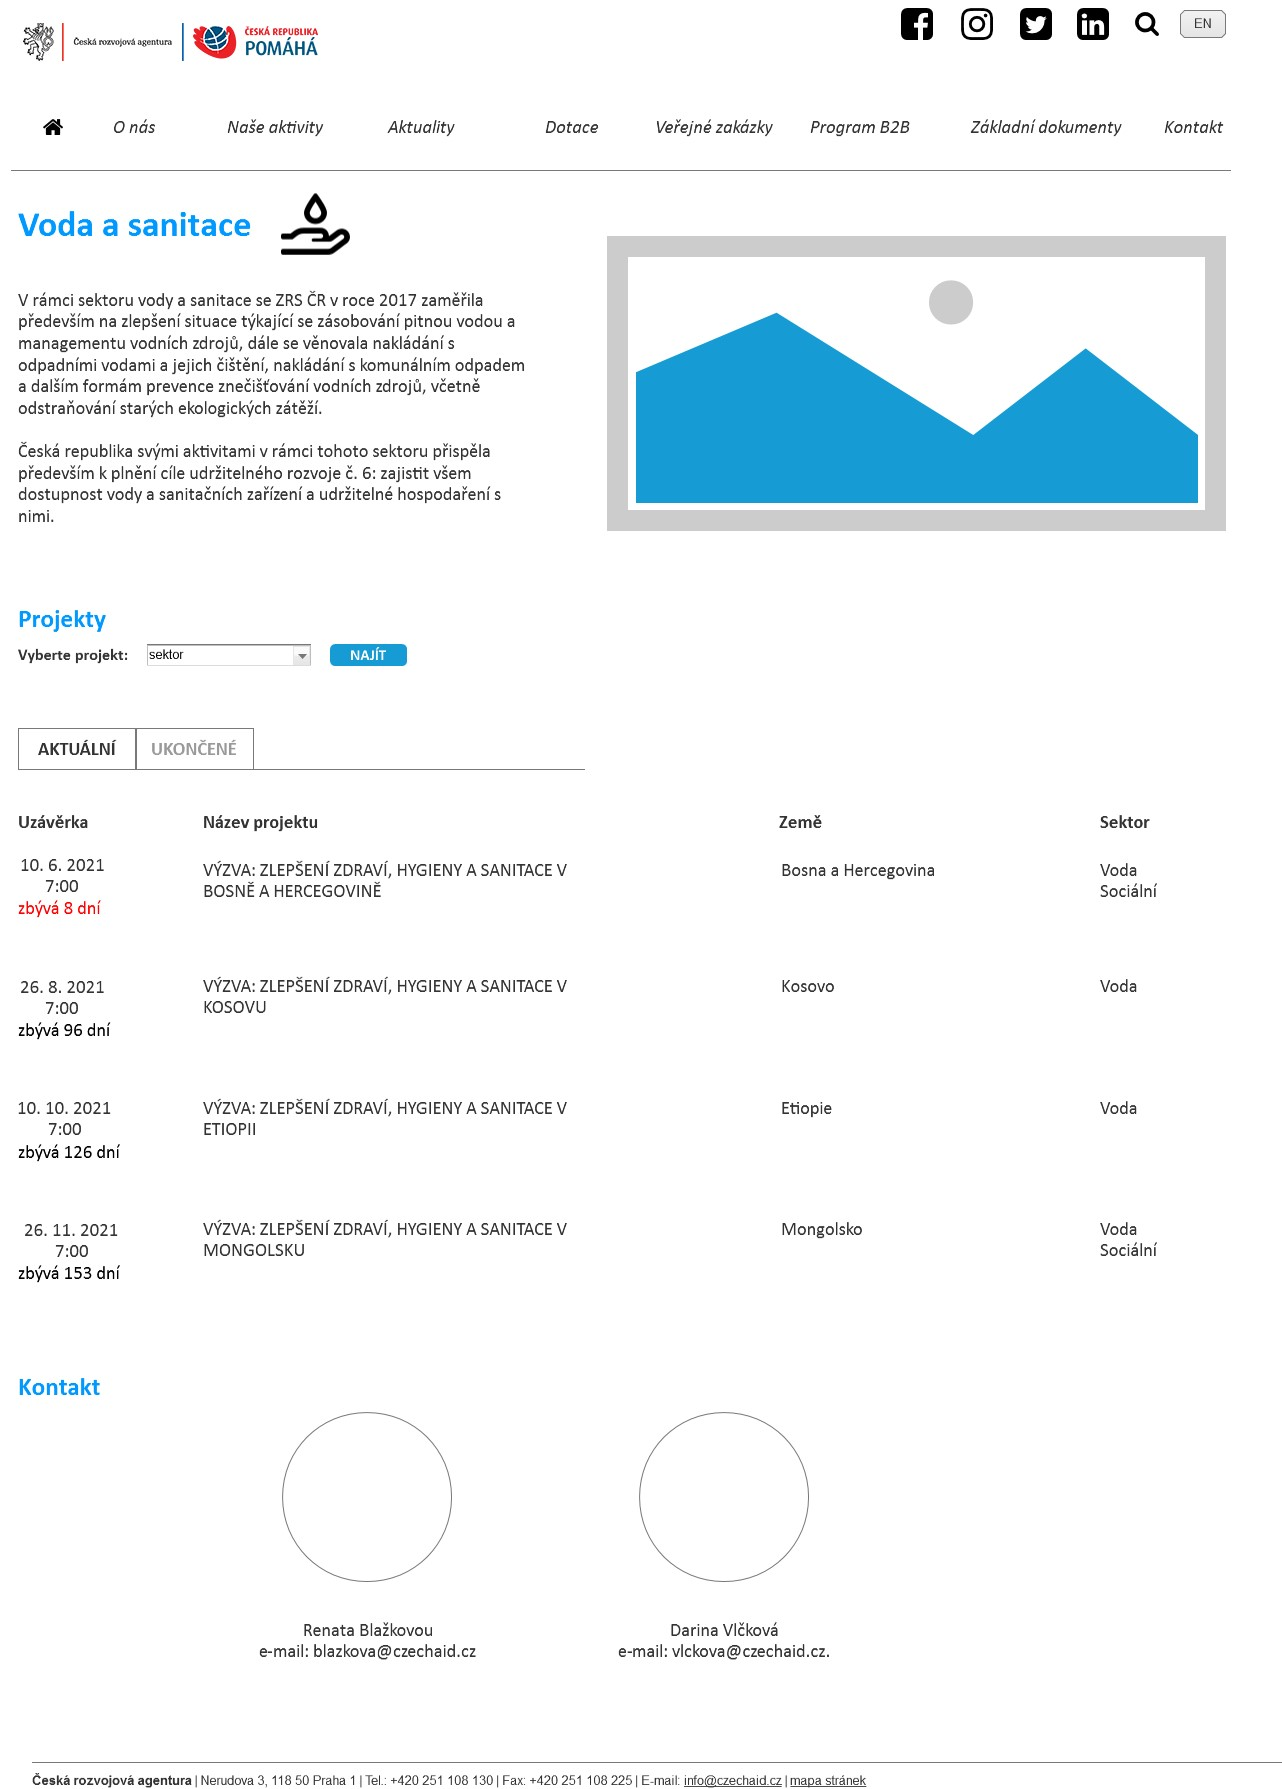 Česká rozvojová agentura
ČESKÁ REPUBLIKA
POMÁHÁ
EN
O nás Naše aktivity Aktuality Dotace Veřejné zakázky Program B2B Základní dokumenty Kontakt
Voda a sanitace
V rámci sektoru vody a sanitace se ZRS ČR v roce 2017 zaměřila
především na zlepšení situace týkající se zásobování pitnou vodou a
managementu vodních zdrojů, dále se věnovala nakládání s
odpadními vodami a jejich čištění, nakládání s komunálním odpadem
a dalším formám prevence znečišťování vodních zdrojů, včetně
odstraňování starých ekologických zátěží.
Česká republika svými aktivitami v rámci tohoto sektoru přispěla
především k plnění cíle udržitelného rozvoje č. 6: zajistit všem
dostupnost vody a sanitačních zařízení a udržitelné hospodaření s
nimi.
Projekty
Vyberte projekt: sektor NAJÍT
AKTUÁLNÍ UKONČENÉ
Uzávěrka Název projektu Země Sektor
10. 6. 2021
7:00
zbývá 8 dní
VÝZVA: ZLEPŠENÍ ZDRAVÍ, HYGIENY A SANITACE V
BOSNĚ A HERCEGOVINĚ
Bosna a Hercegovina
Voda
Sociální
26. 8. 2021
7:00
zbývá 96 dní
VÝZVA: ZLEPŠENÍ ZDRAVÍ, HYGIENY A SANITACE V
KOSOVU
Kosovo
Voda
10. 10. 2021
7:00
zbývá 126 dní
VÝZVA: ZLEPŠENÍ ZDRAVÍ, HYGIENY A SANITACE V
ETIOPII
Etiopie
Voda
26. 11. 2021
7:00
zbývá 153 dní
VÝZVA: ZLEPŠENÍ ZDRAVÍ, HYGIENY A SANITACE V
MONGOLSKU
Mongolsko
Voda
Sociální
Kontakt
Renata Blažkovou
e-mail: blazkova@czechaid.cz
Darina Vlčková
e-mail: vlckova@czechaid.cz.
Česká rozvojová agentura | Nerudova 3, 118 50 Praha 1 | Tel.: +420 251 108 130 | Fax: +420 251 108 225 | E-mail: info@czechaid.cz | mapa stránek